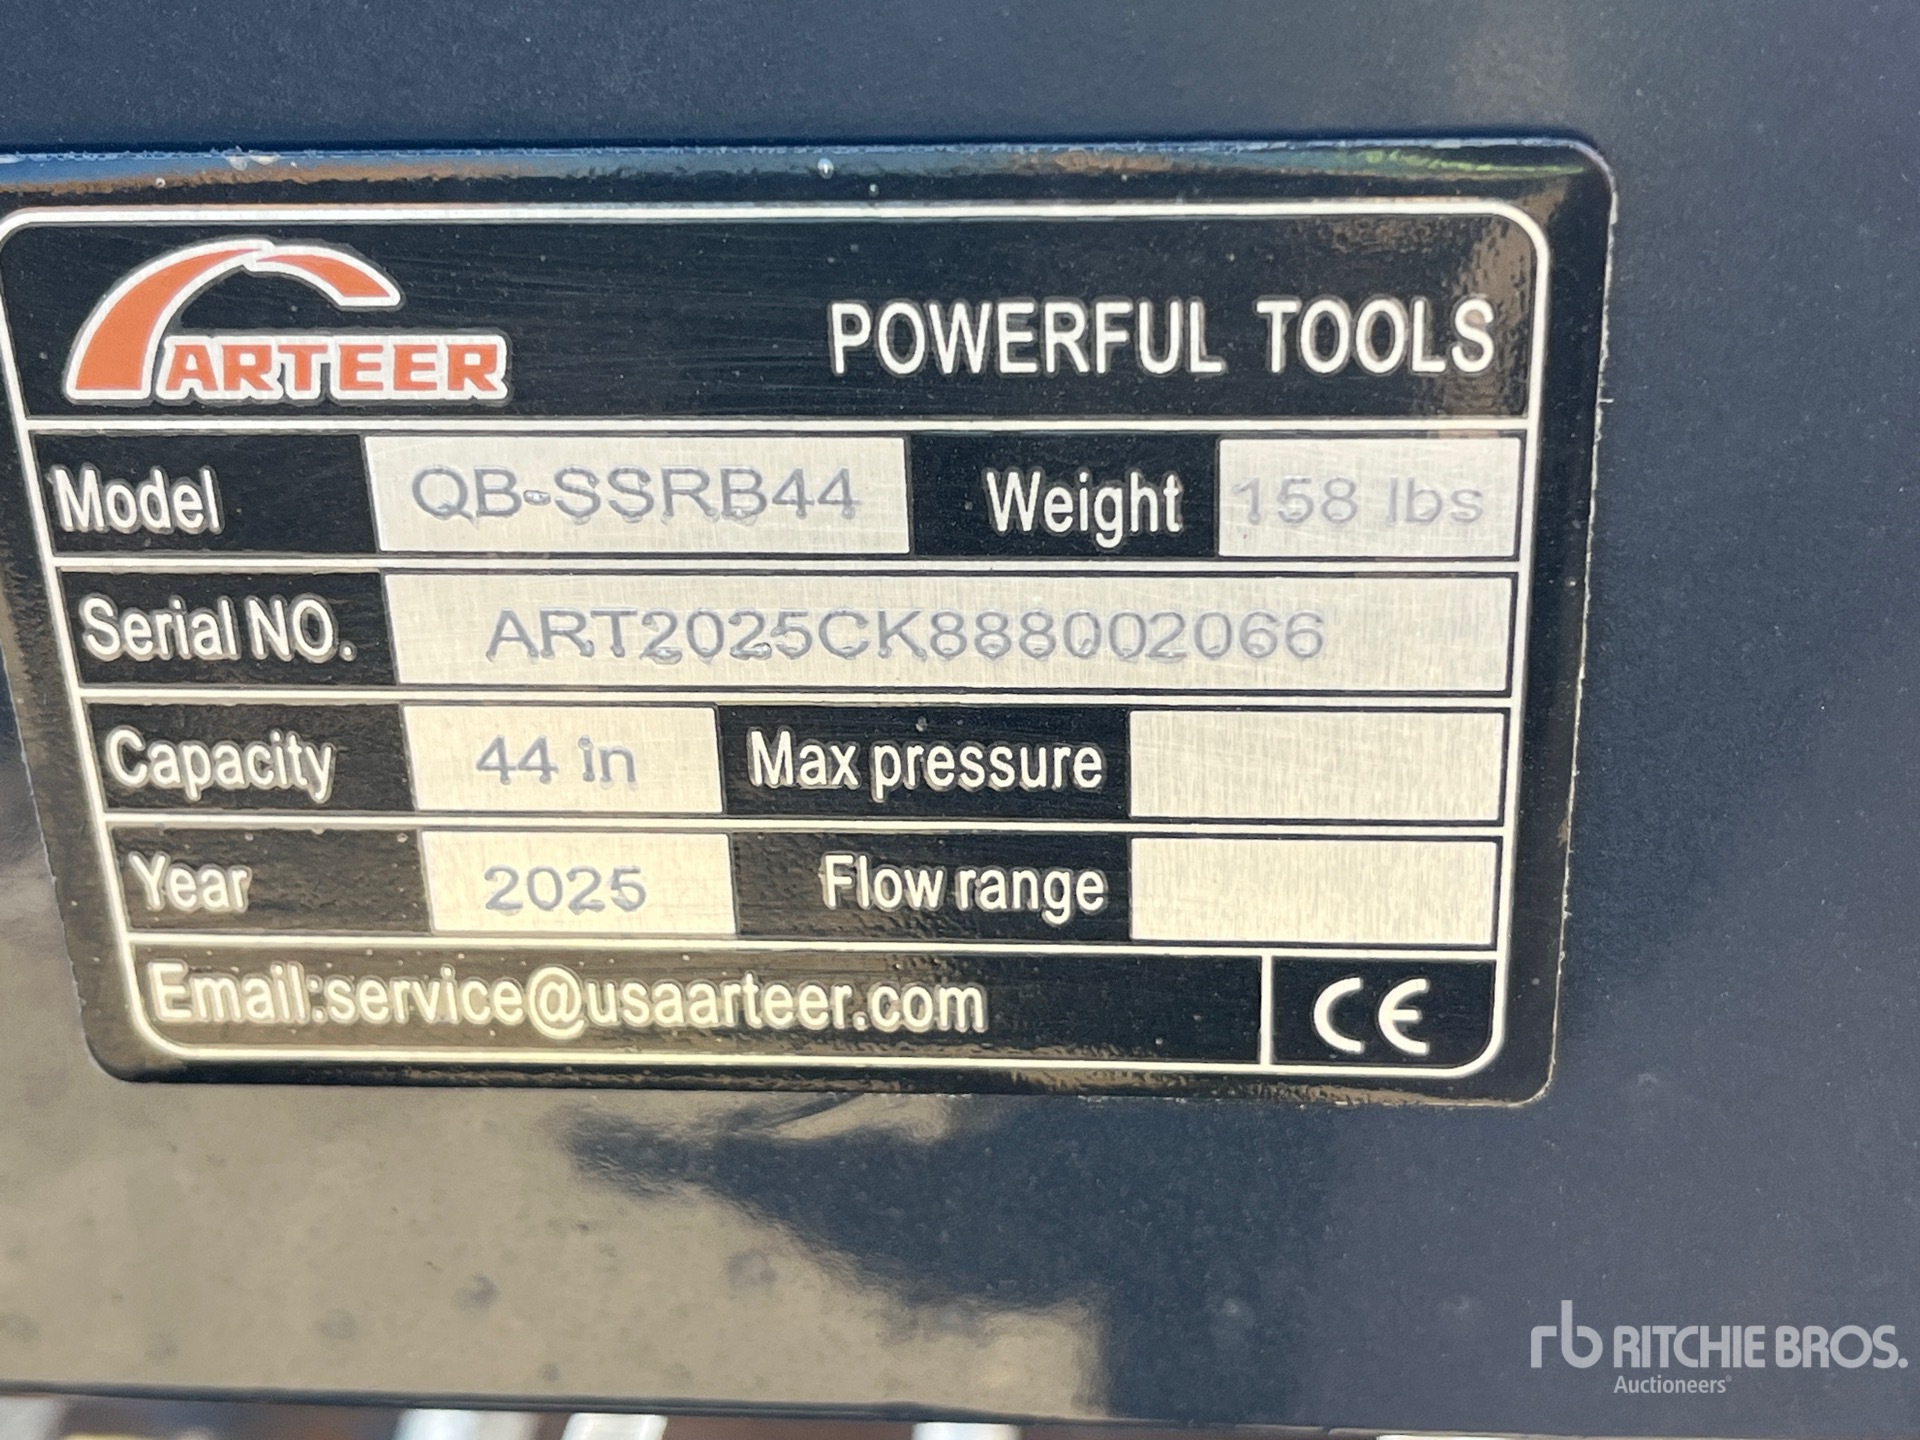 ARTEER POWERFUL TOOLS
Model QB-SSRB44 Weight 158 lbs
Serial NO. ART2025CK888002066
Capacity 44 in Max pressure
Year 2025 Flow range
Email:service@usaarteer.com CE
rb RITCHIE BROS.
Auctioneers